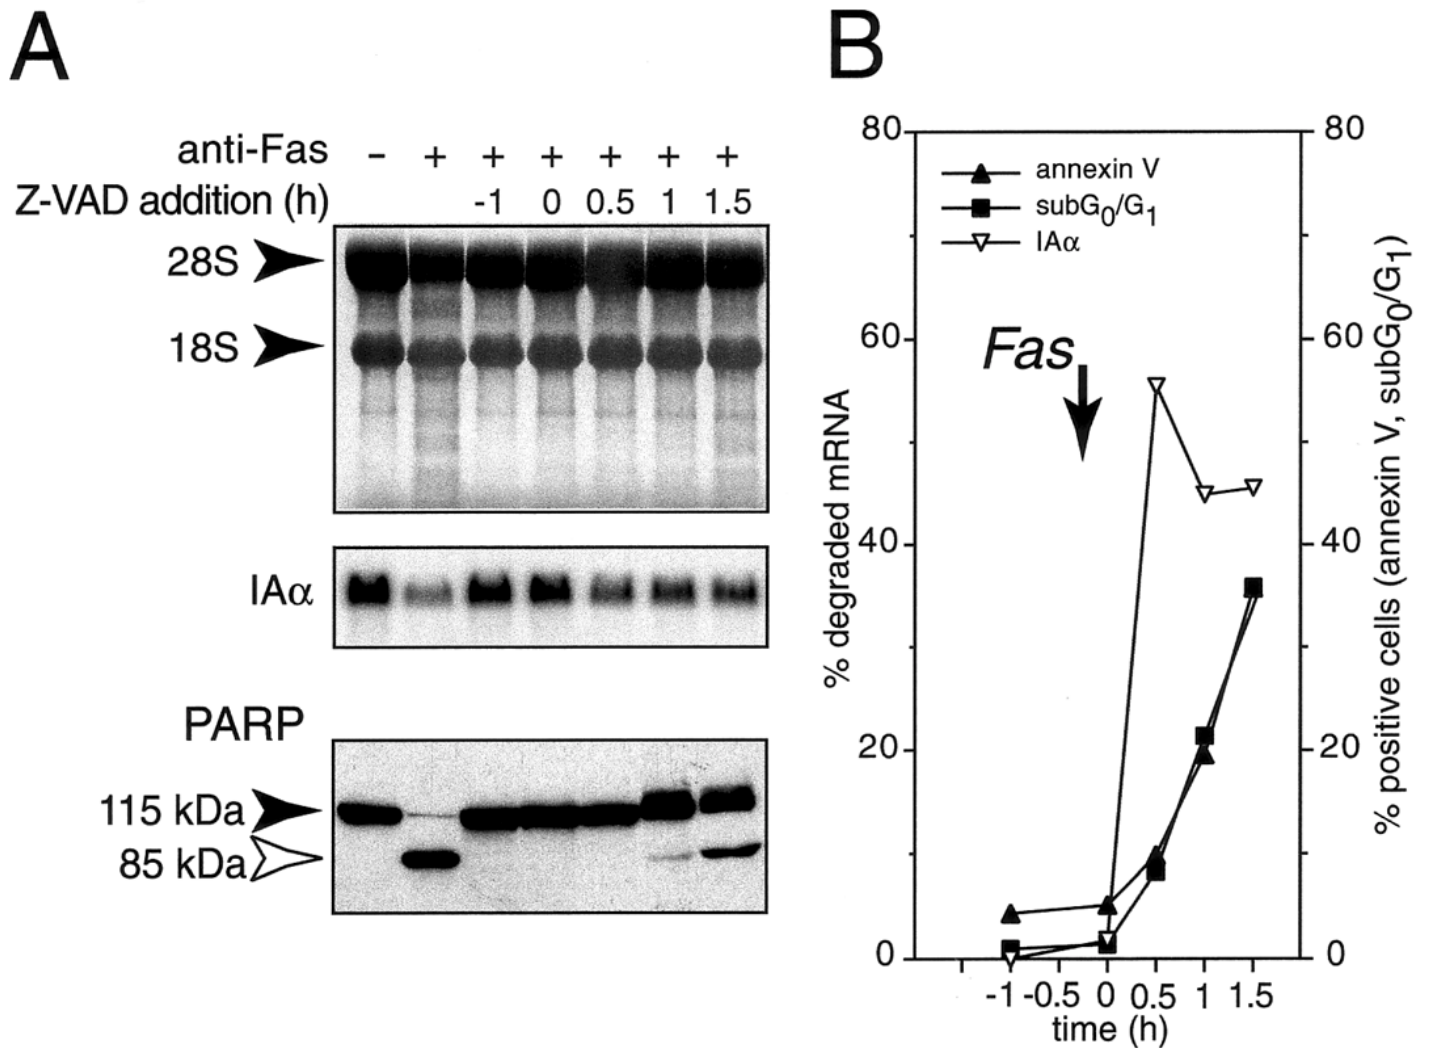 A
anti-Fas - + + + + + +
Z-VAD addition (h) -1 0 0.5 1 1.5
28S
18S
IAα
PARP
115 kDa
85 kDa
B
80
60
40
20
0
% degraded mRNA
annexin V
subG0/G1
IAα
Fas
80
60
40
20
0
% positive cells (annexin V, subG0/G1)
-1 -0.5 0 0.5 1 1.5
time (h)